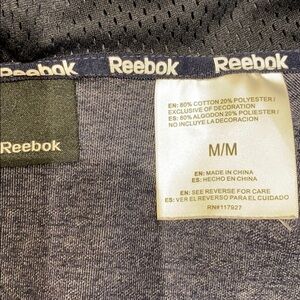 Reebok Reebok Reebok
Reebok
EN: 80% COTTON 20% POLYESTER /
EXCLUSIVE OF DECORATION
ES: 80% ALGODON 20% POLIESTER /
NO INCLUYE LA DECORACION
M/M
EN: MADE IN CHINA
ES: HECHO EN CHINA
EN: SEE REVERSE FOR CARE
ES: VER EL REVERSO PARA EL CUIDADO
RN#117927